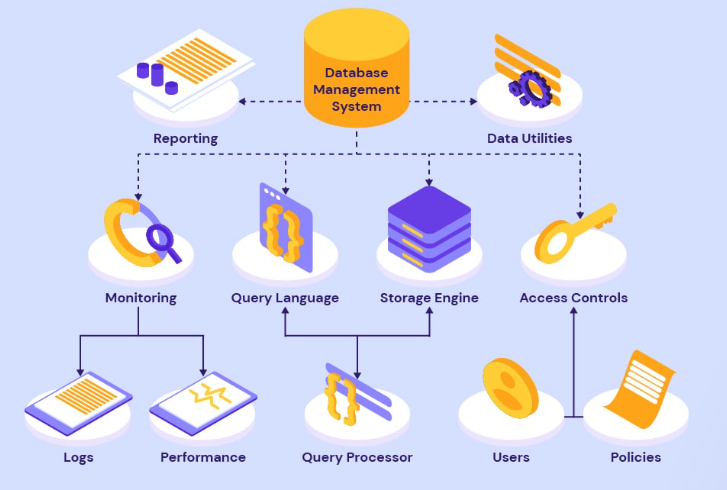 Database
Management
System
Reporting
Data Utilities
Monitoring
Query Language
Storage Engine
Access Controls
Logs
Performance
Query Processor
Users
Policies